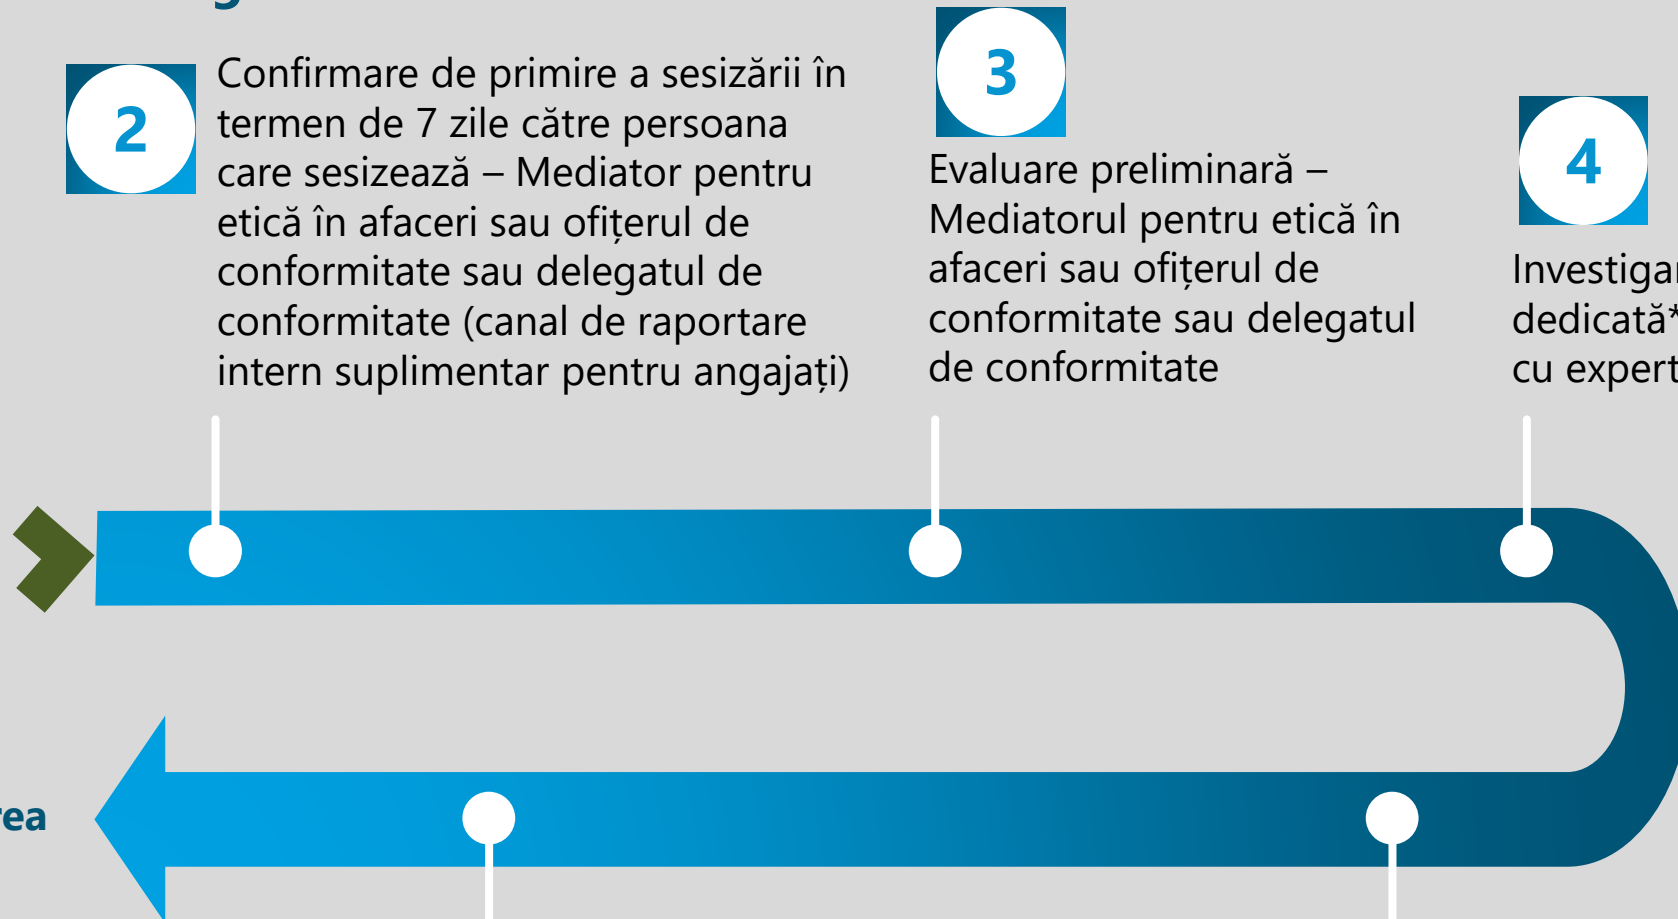 2
Confirmare de primire a sesizării în
termen de 7 zile către persoana
care sesizează – Mediator pentru
etică în afaceri sau ofițerul de
conformitate sau delegatul de
conformitate (canal de raportare
intern suplimentar pentru angajați)
3
Evaluare preliminară –
Mediatorul pentru etică în
afaceri sau ofițerul de
conformitate sau delegatul
de conformitate
4
dedicată*
cu